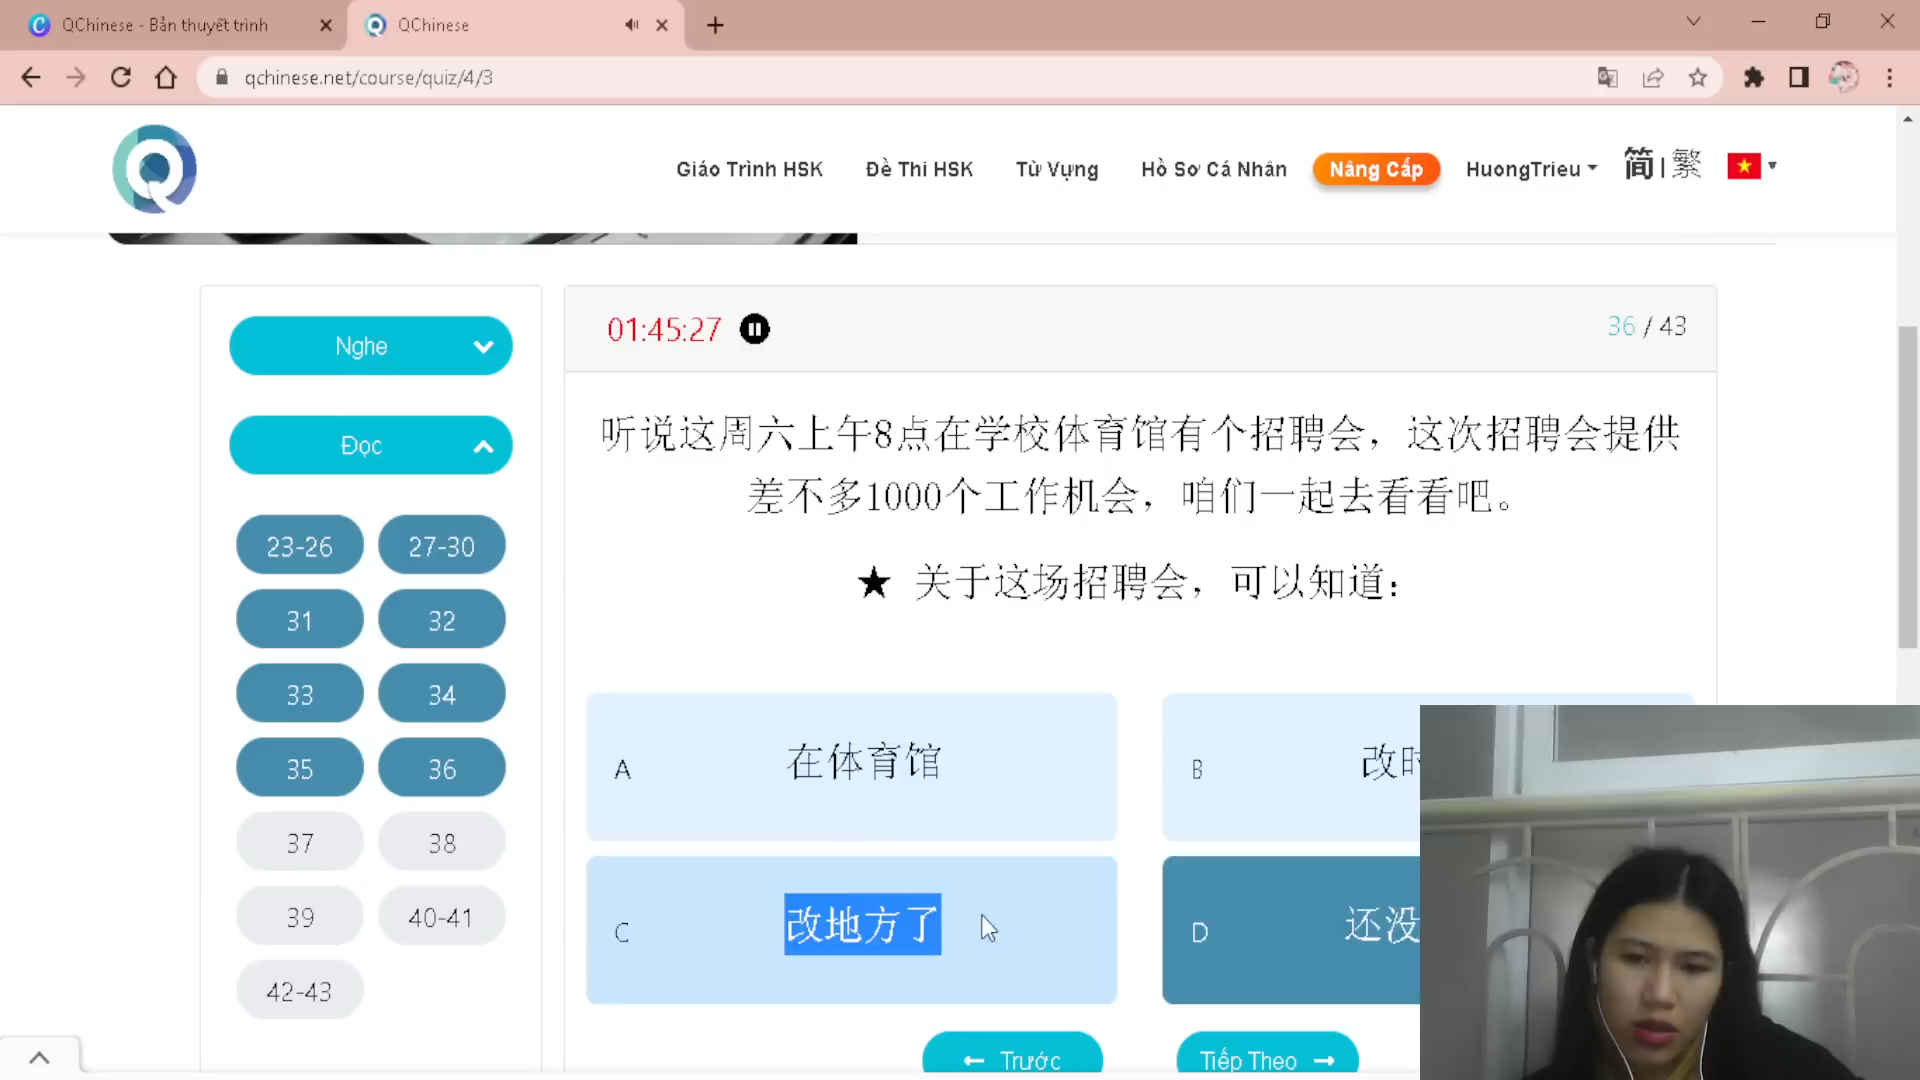 QChinese - Bản thuyết trình
QChinese
qchinese.net/course/quiz/4/3
Giáo Trình HSK
Đề Thi HSK
Từ Vựng
Hồ Sơ Cá Nhân
Nâng Cấp
HuongTrieu
简 | 繁
Nghe
Đọc
23-26
27-30
31
32
33
34
35
36
37
38
39
40-41
42-43
01:45:27
36 / 43
听说这周六上午8点在学校体育馆有个招聘会，这次招聘会提供
差不多1000个工作机会，咱们一起去看看吧。
★ 关于这场招聘会，可以知道：
A 在体育馆
B 改时
C 改地方了
D 还没
← Trước
Tiếp Theo →